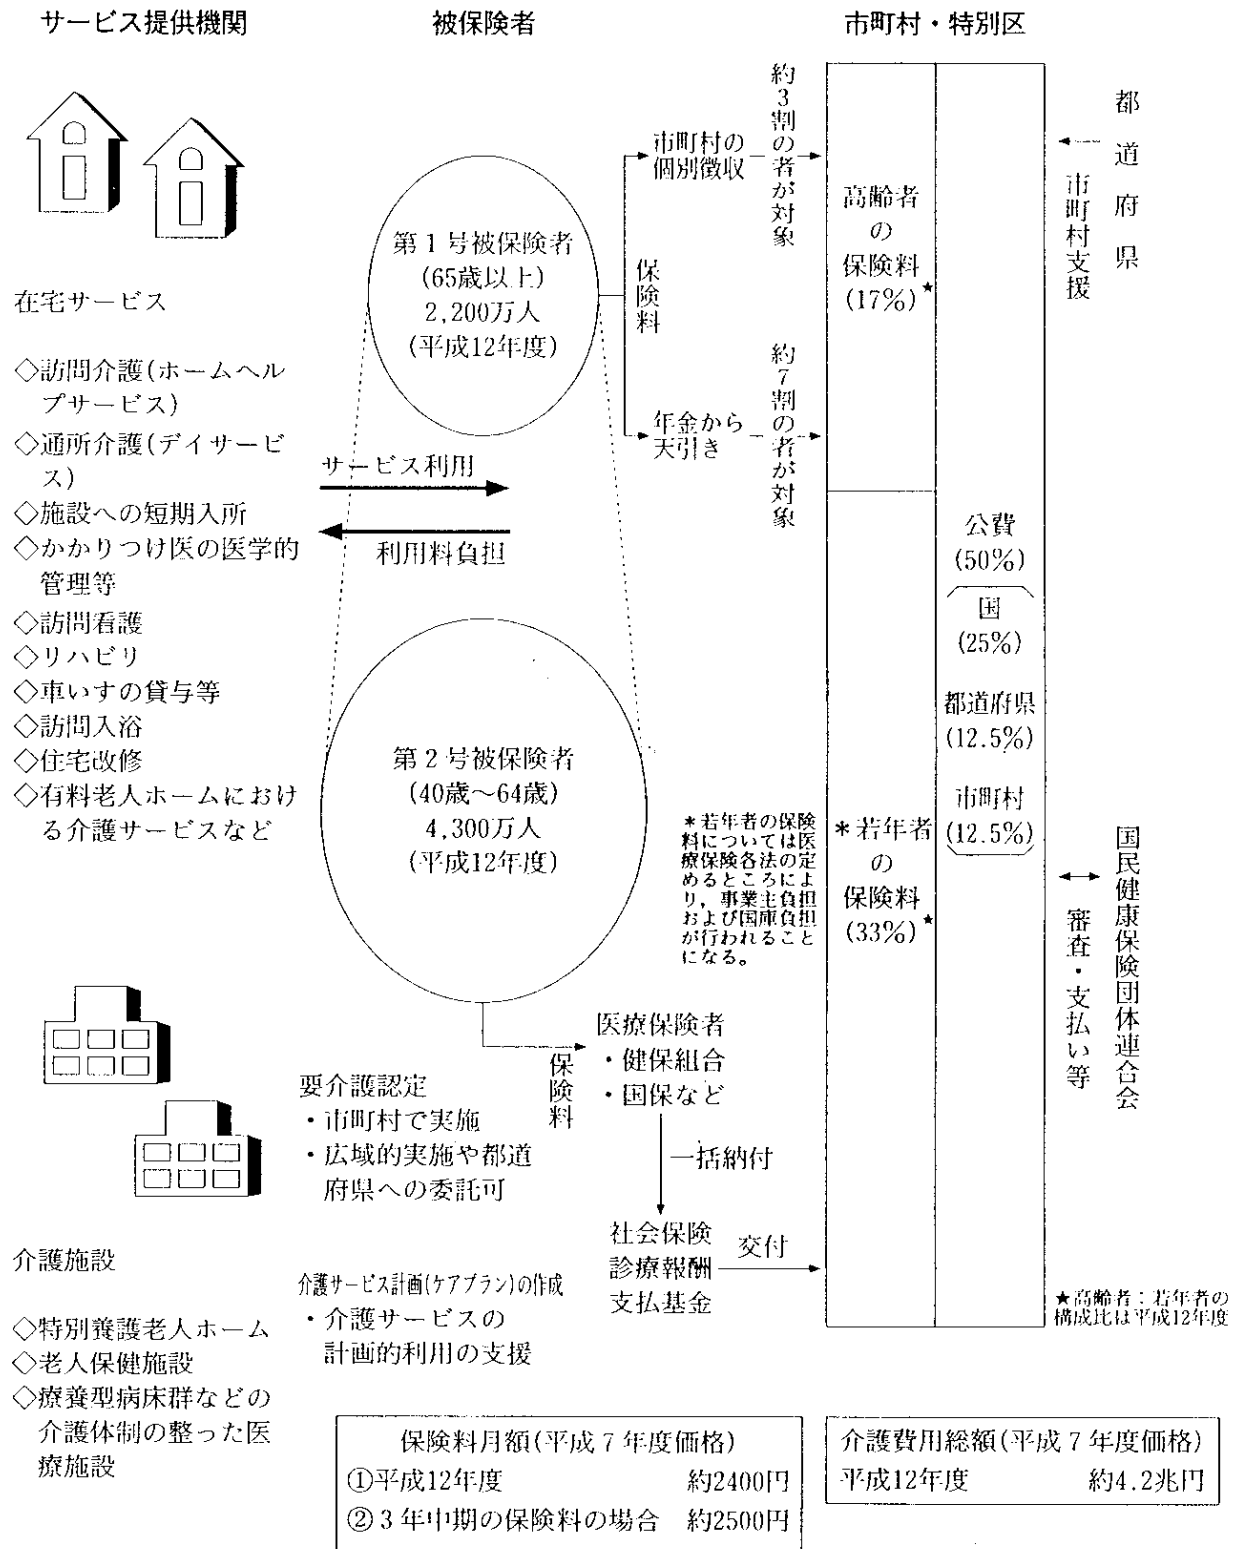 サービス提供機関
被保険者
市町村・特別区
在宅サービス
◇訪問介護(ホームヘル
プサービス)
◇通所介護(デイサービ
ス)
◇施設への短期入所
◇かかりつけ医の医学的
管理等
◇訪問看護
◇リハビリ
◇車いすの貸与等
◇訪問入浴
◇住宅改修
◇有料老人ホームにおけ
る介護サービスなど
介護施設
◇特別養護老人ホーム
◇老人保健施設
◇療養型病床群などの
介護体制の整った医
療施設
サービス利用
利用料負担
第1号被保険者
(65歳以上)
2,200万人
(平成12年度)
第2号被保険者
(40歳〜64歳)
4,300万人
(平成12年度)
保険料
市町村の
個別徴収
約3割の者が対象
年金から
天引き
約7割の者が対象
保険料
医療保険者
・健保組合
・国保など
一括納付
社会保険
診療報酬
支払基金
交付
要介護認定
・市町村で実施
・広域的実施や都道
府県への委託可
介護サービス計画(ケアプラン)の作成
・介護サービスの
計画的利用の支援
＊若年者の保険
料については医
療保険各法の定
めるところによ
り，事業主負担
および国庫負担
が行われること
になる。
高齢者
の
保険料
(17%)★
＊若年者
の
保険料
(33%)★
公費
(50%)
国
(25%)
都道府県
(12.5%)
市町村
(12.5%)
都道府県
市町村支援
国民健康保険団体連合会
審査・支払い等
★高齢者：若年者の
構成比は平成12年度
保険料月額(平成7年度価格)
①平成12年度 約2400円
②3年中期の保険料の場合 約2500円
介護費用総額(平成7年度価格)
平成12年度 約4.2兆円